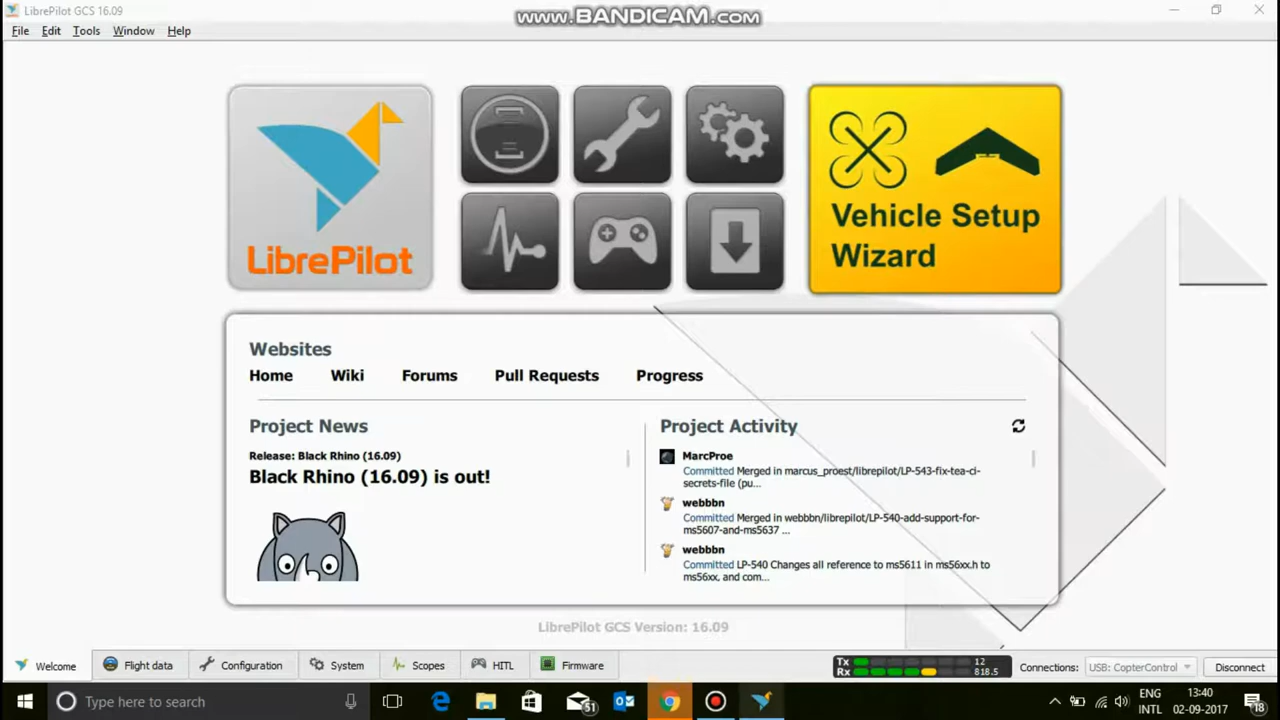 LibrePilot GCS 16.09
www.BANDICAM.com
File Edit Tools Window Help
LibrePilot
Vehicle Setup
Wizard
Websites
Home Wiki Forums Pull Requests Progress
Project News
Release: Black Rhino (16.09)
Black Rhino (16.09) is out!
Project Activity
MarcProe
Committed Merged in marcus_proest/librepilot/LP-543-fix-tea-ci-
secrets-file (pu...
webbbn
Committed Merged in webbbn/librepilot/LP-540-add-support-for-
ms5607-and-ms5637 ...
webbbn
Committed LP-540 Changes all reference to ms5611 in ms56xx.h to
ms56xx, and com...
LibrePilot GCS Version: 16.09
Welcome Flight data Configuration System Scopes HITL Firmware
Tx 12
Rx 818.5
Connections: USB: CopterControl Disconnect
Type here to search
51
ENG
INTL
13:40
02-09-2017
18